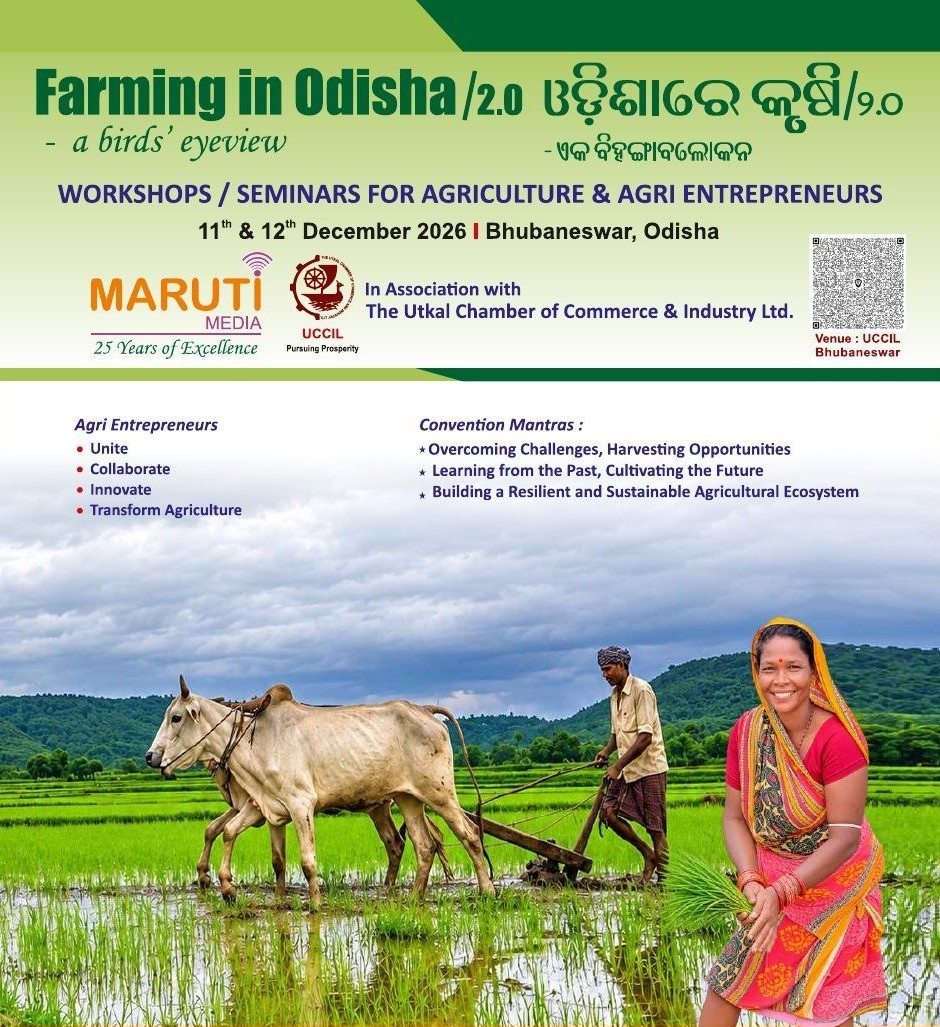 Farming in Odisha/2.0
- a birds' eyeview
ଓଡ଼ିଶାରେ କୃଷି/୨.୦
- ଏକ ବିହଙ୍ଗାବଲୋକନ
WORKSHOPS / SEMINARS FOR AGRICULTURE & AGRI ENTREPRENEURS
11th & 12th December 2026 I Bhubaneswar, Odisha
MARUTI
MEDIA
25 Years of Excellence
UCCIL
Pursuing Prosperity
In Association with
The Utkal Chamber of Commerce & Industry Ltd.
Venue : UCCIL
Bhubaneswar
Agri Entrepreneurs
• Unite
• Collaborate
• Innovate
• Transform Agriculture
Convention Mantras :
★ Overcoming Challenges, Harvesting Opportunities
★ Learning from the Past, Cultivating the Future
★ Building a Resilient and Sustainable Agricultural Ecosystem